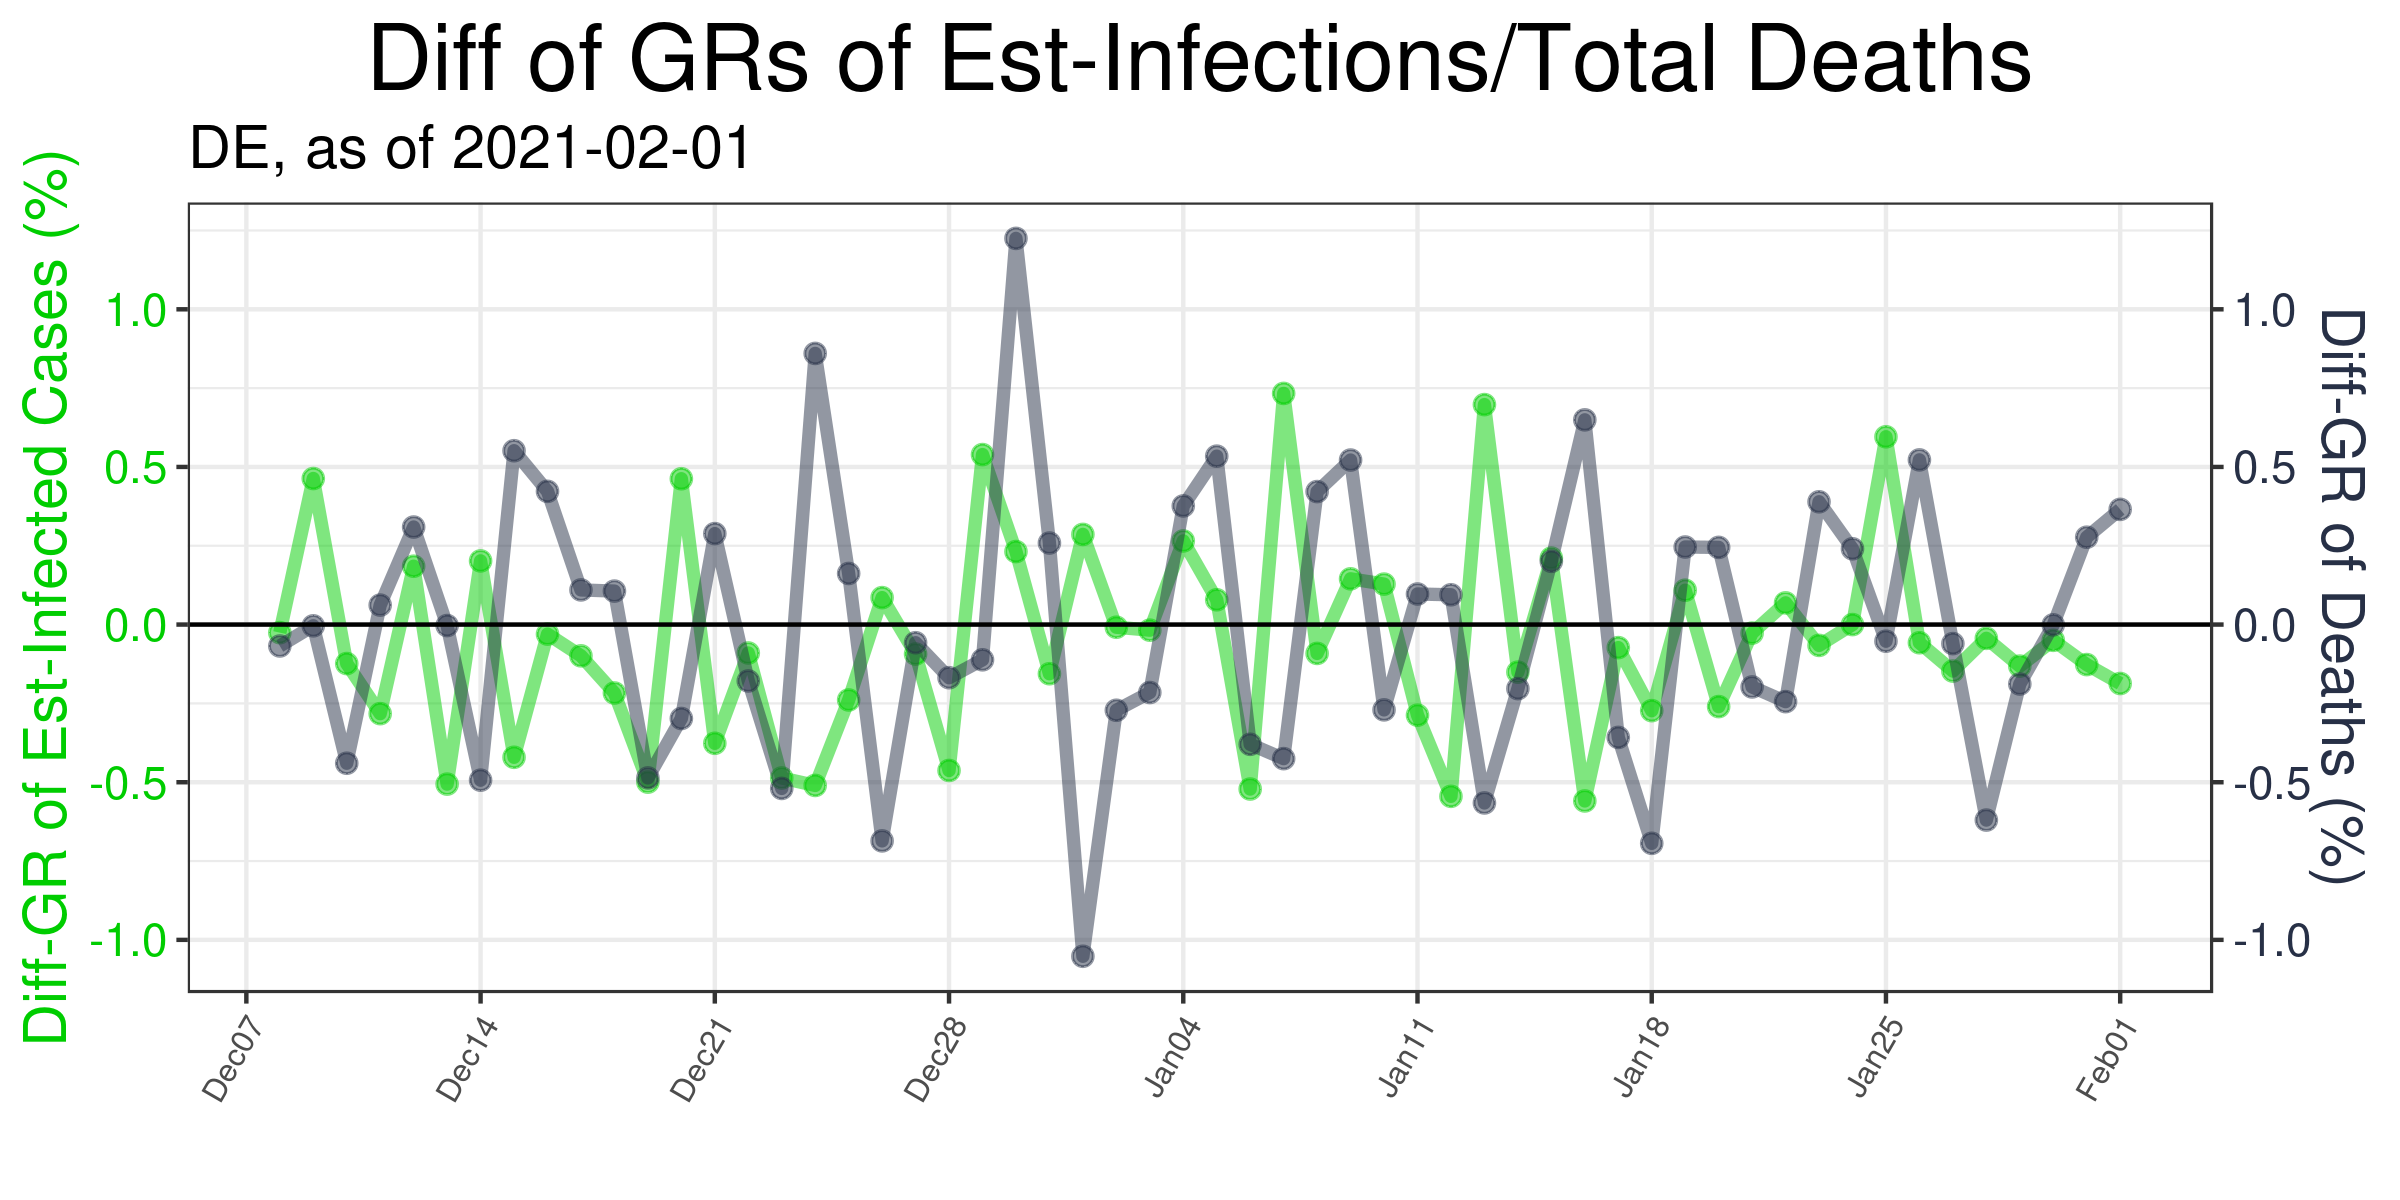 Diff of GRs of Est-Infections/Total Deaths
DE, as of 2021-02-01
Diff-GR of Est-Infected Cases (%)
1.0
0.5
0.0
-0.5
-1.0
1.0
0.5
0.0
-0.5
-1.0
Diff-GR of Deaths (%)
Dec07
Dec14
Dec21
Dec28
Jan04
Jan11
Jan18
Jan25
Feb01